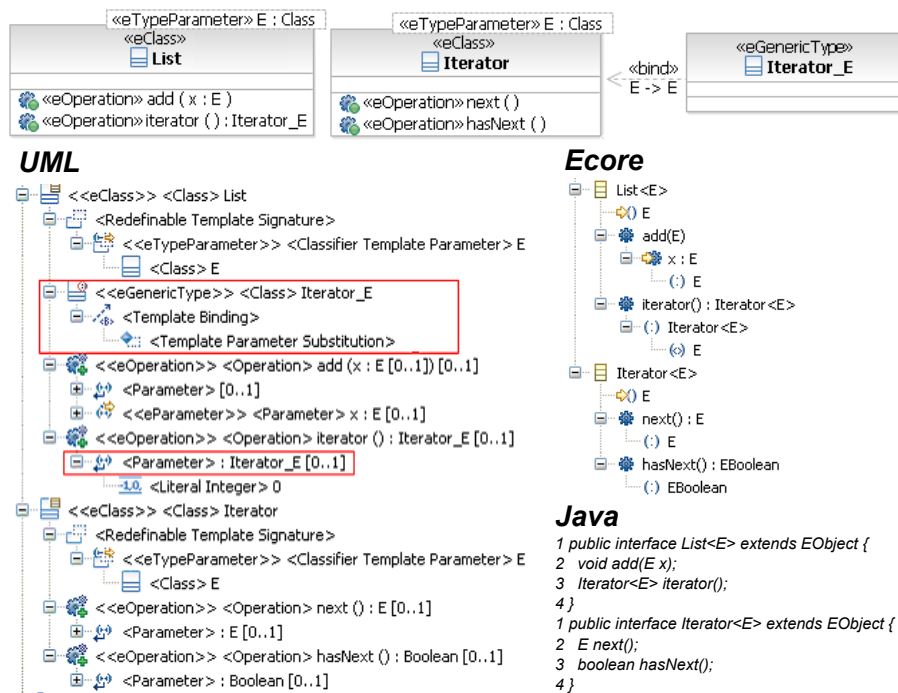 «eTypeParameter» E : Class
«eClass»
List
«eOperation» add ( x : E )
«eOperation» iterator ( ) : Iterator_E
«eTypeParameter» E : Class
«eClass»
Iterator
«eOperation» next ( )
«eOperation» hasNext ( )
«bind»
E -> E
«eGenericType»
Iterator_E
UML
<<eClass>> <Class> List
<Redefinable Template Signature>
<<eTypeParameter>> <Classifier Template Parameter> E
<Class> E
<<eGenericType>> <Class> Iterator_E
<Template Binding>
<Template Parameter Substitution>
<<eOperation>> <Operation> add (x : E [0..1]) [0..1]
<Parameter> [0..1]
<<eParameter>> <Parameter> x : E [0..1]
<<eOperation>> <Operation> iterator () : Iterator_E [0..1]
<Parameter> : Iterator_E [0..1]
<Literal Integer> 0
<<eClass>> <Class> Iterator
<Redefinable Template Signature>
<<eTypeParameter>> <Classifier Template Parameter> E
<Class> E
<<eOperation>> <Operation> next () : E [0..1]
<Parameter> : E [0..1]
<<eOperation>> <Operation> hasNext () : Boolean [0..1]
<Parameter> : Boolean [0..1]
Ecore
List<E>
E
add(E)
x : E
E
iterator() : Iterator<E>
Iterator<E>
E
Iterator<E>
E
next() : E
E
hasNext() : EBoolean
EBoolean
Java
1 public interface List<E> extends EObject {
2 void add(E x);
3 Iterator<E> iterator();
4 }
1 public interface Iterator<E> extends EObject {
2 E next();
3 boolean hasNext();
4 }